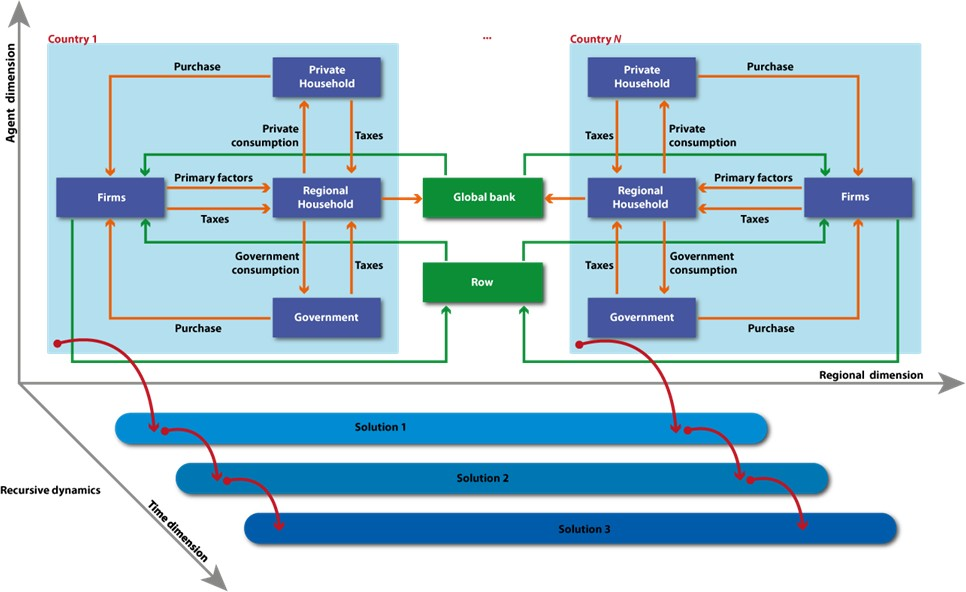 Agent dimension
Country 1
...
Country N
Purchase
Private
Household
Private
consumption
Taxes
Firms
Primary factors
Taxes
Regional
Household
Government
consumption
Taxes
Government
Purchase
Global bank
Row
Private
Household
Purchase
Taxes
Private
consumption
Regional
Household
Primary factors
Taxes
Firms
Taxes
Government
consumption
Government
Purchase
Regional dimension
Solution 1
Solution 2
Solution 3
Recursive dynamics
Time dimension